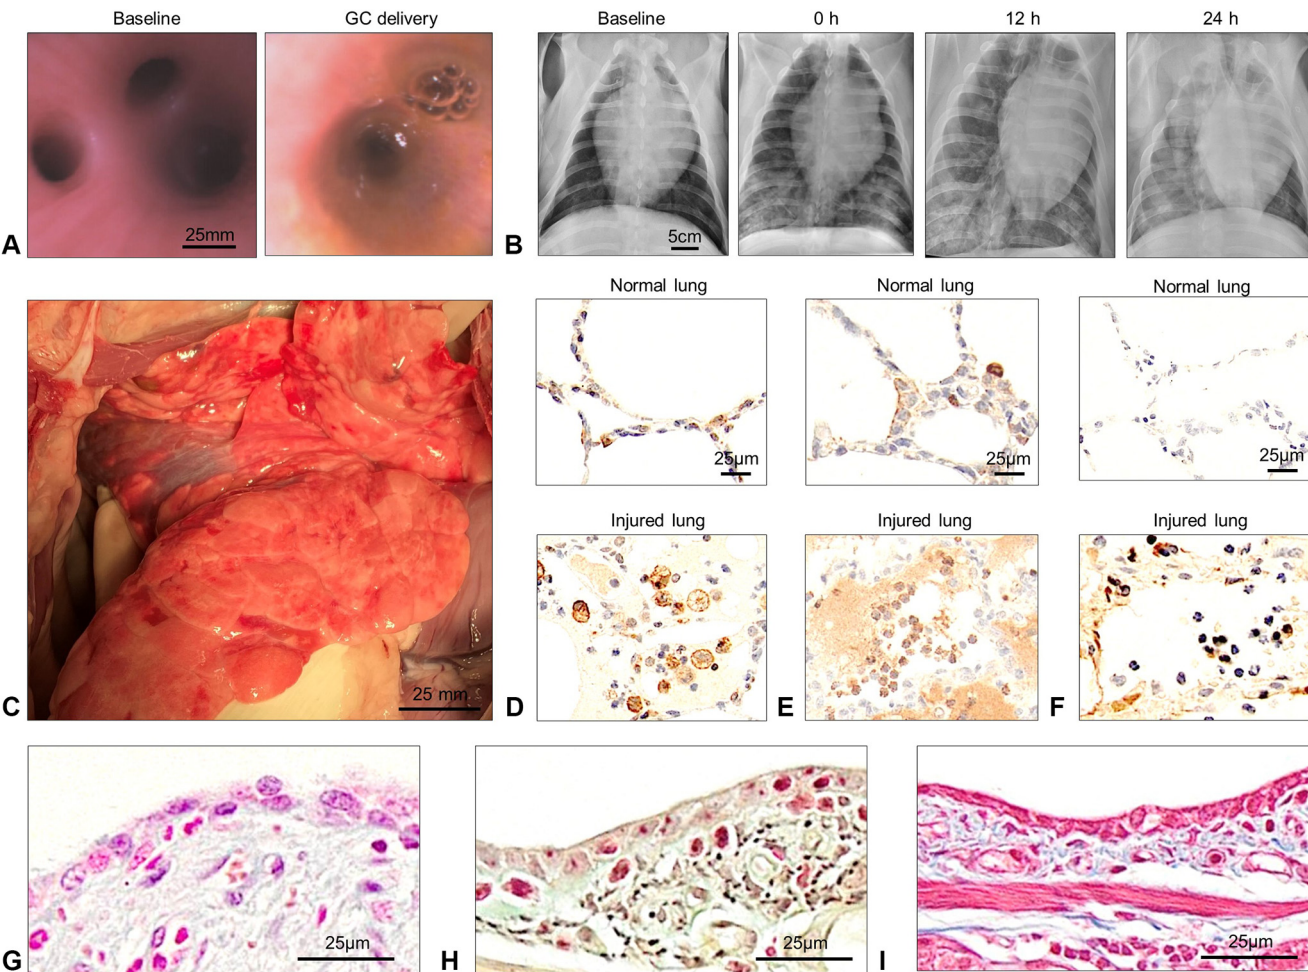 Baseline
GC delivery
Baseline
0 h
12 h
24 h
25mm
5cm
A
B
Normal lung
Normal lung
Normal lung
25µm
25µm
25µm
Injured lung
Injured lung
Injured lung
25 mm
C
D
E
F
25µm
25µm
25µm
G
H
I